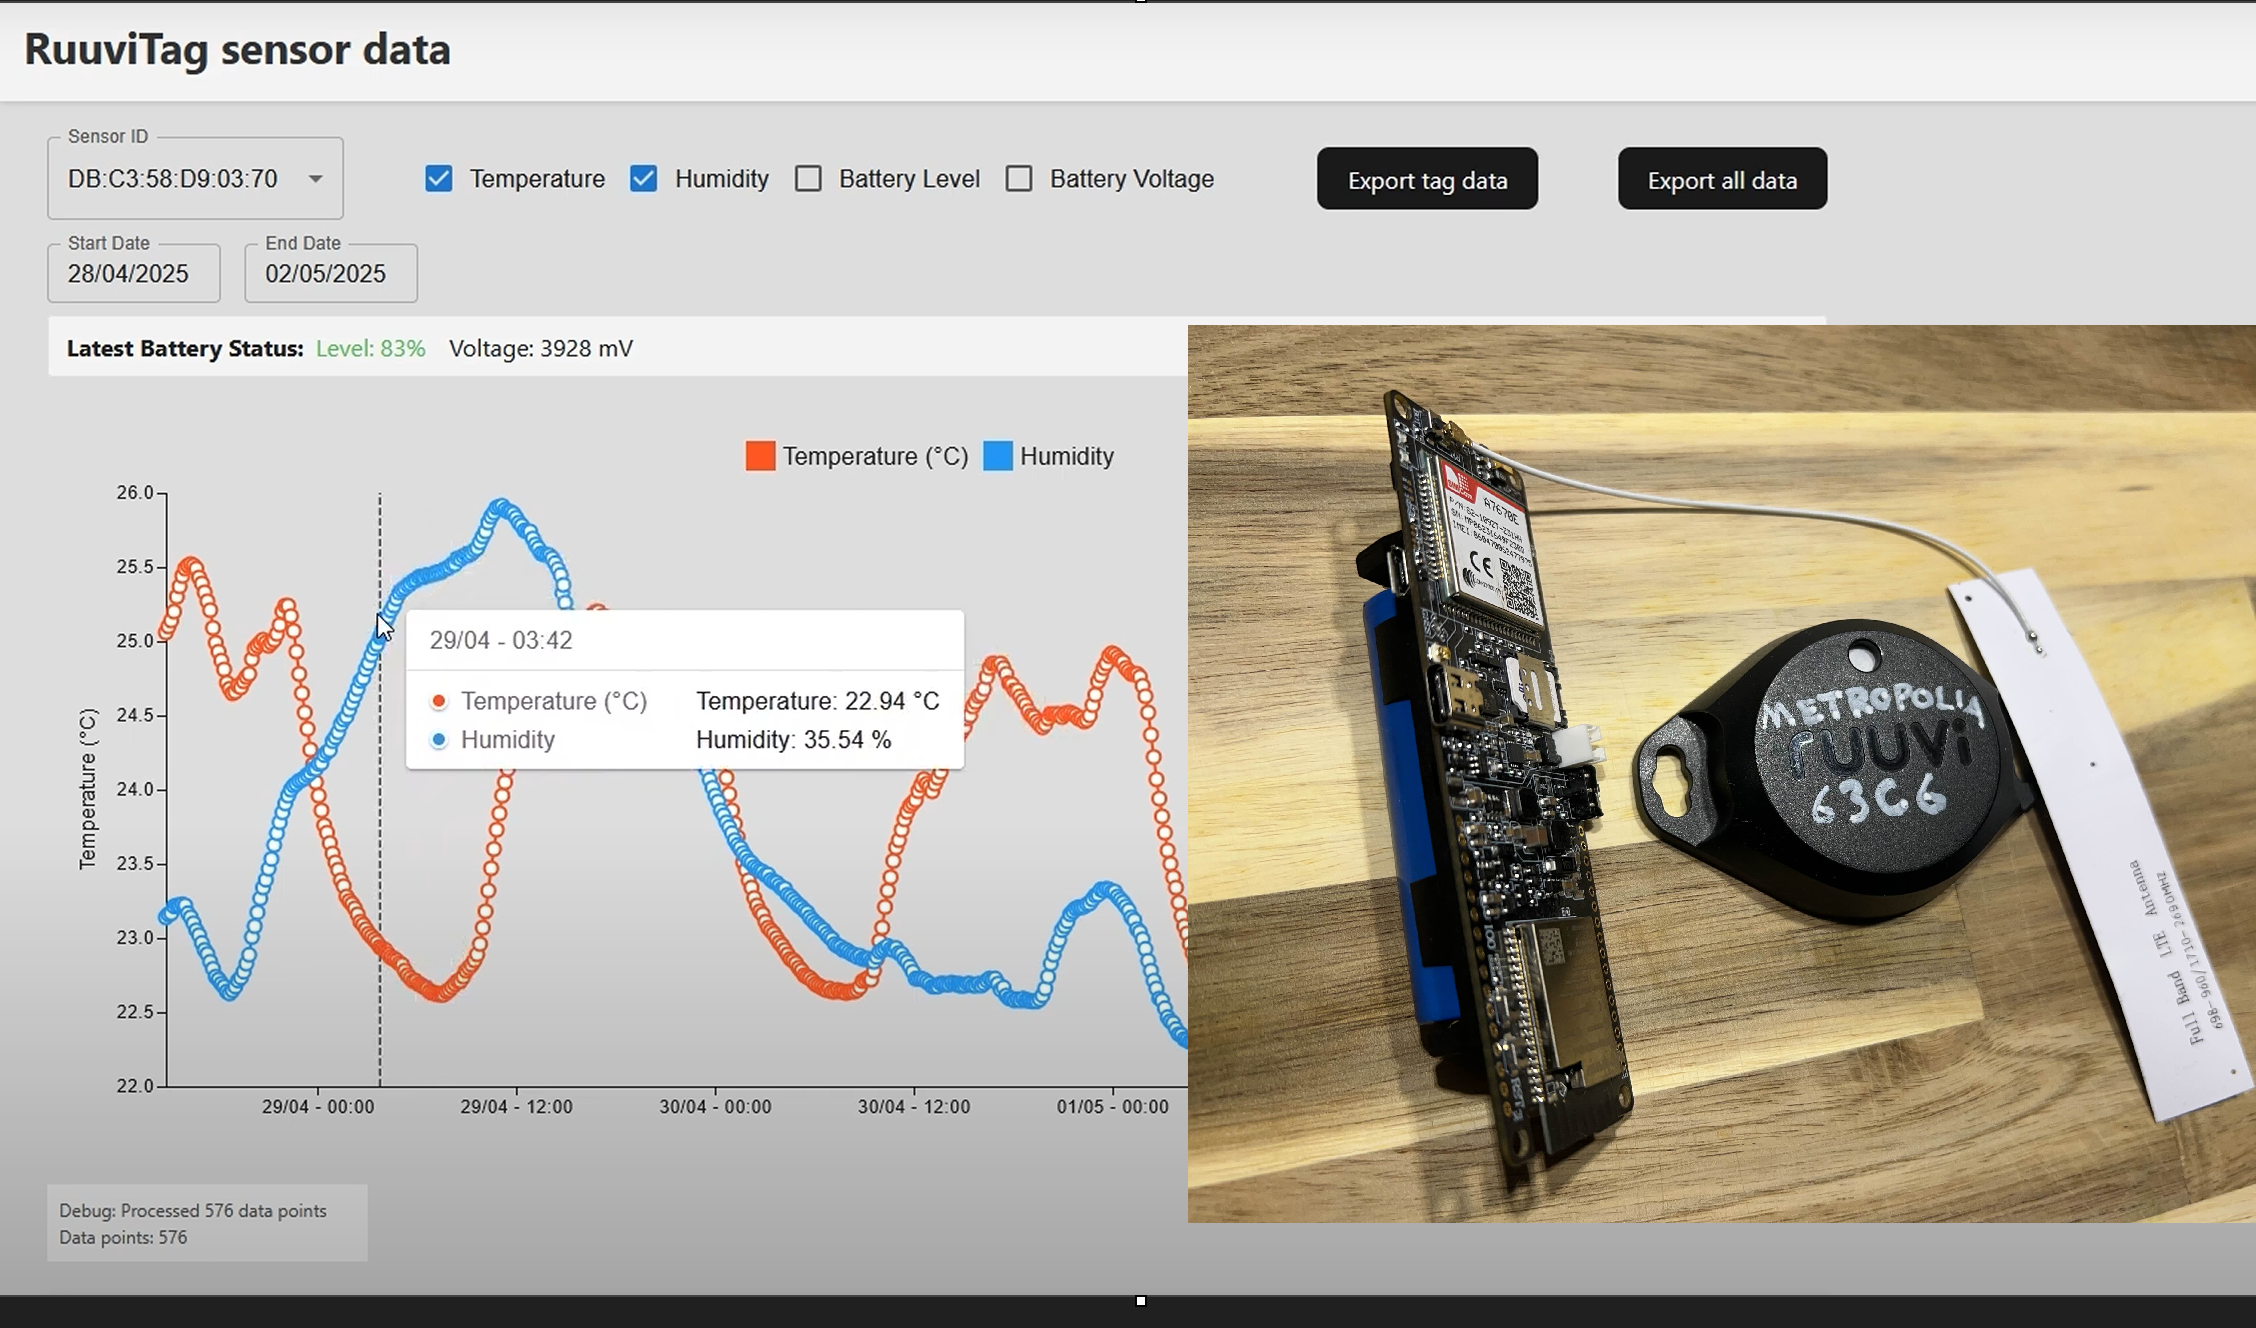 RuuviTag sensor data
Sensor ID
DB:C3:58:D9:03:70
Temperature
Humidity
Battery Level
Battery Voltage
Export tag data
Export all data
Start Date
28/04/2025
End Date
02/05/2025
Latest Battery Status: Level: 83% Voltage: 3928 mV
Temperature (°C)
Humidity
26.0
25.5
25.0
24.5
24.0
23.5
23.0
22.5
22.0
Temperature (°C)
29/04 - 03:42
Temperature (°C) Temperature: 22.94 °C
Humidity Humidity: 35.54 %
29/04 - 00:00
29/04 - 12:00
30/04 - 00:00
30/04 - 12:00
01/05 - 00:00
Debug: Processed 576 data points
Data points: 576
A7670E
CE
METROPOLIA
ruuvi
63C6
Full Band LTE Antenna
698-960/1710-2690MHz